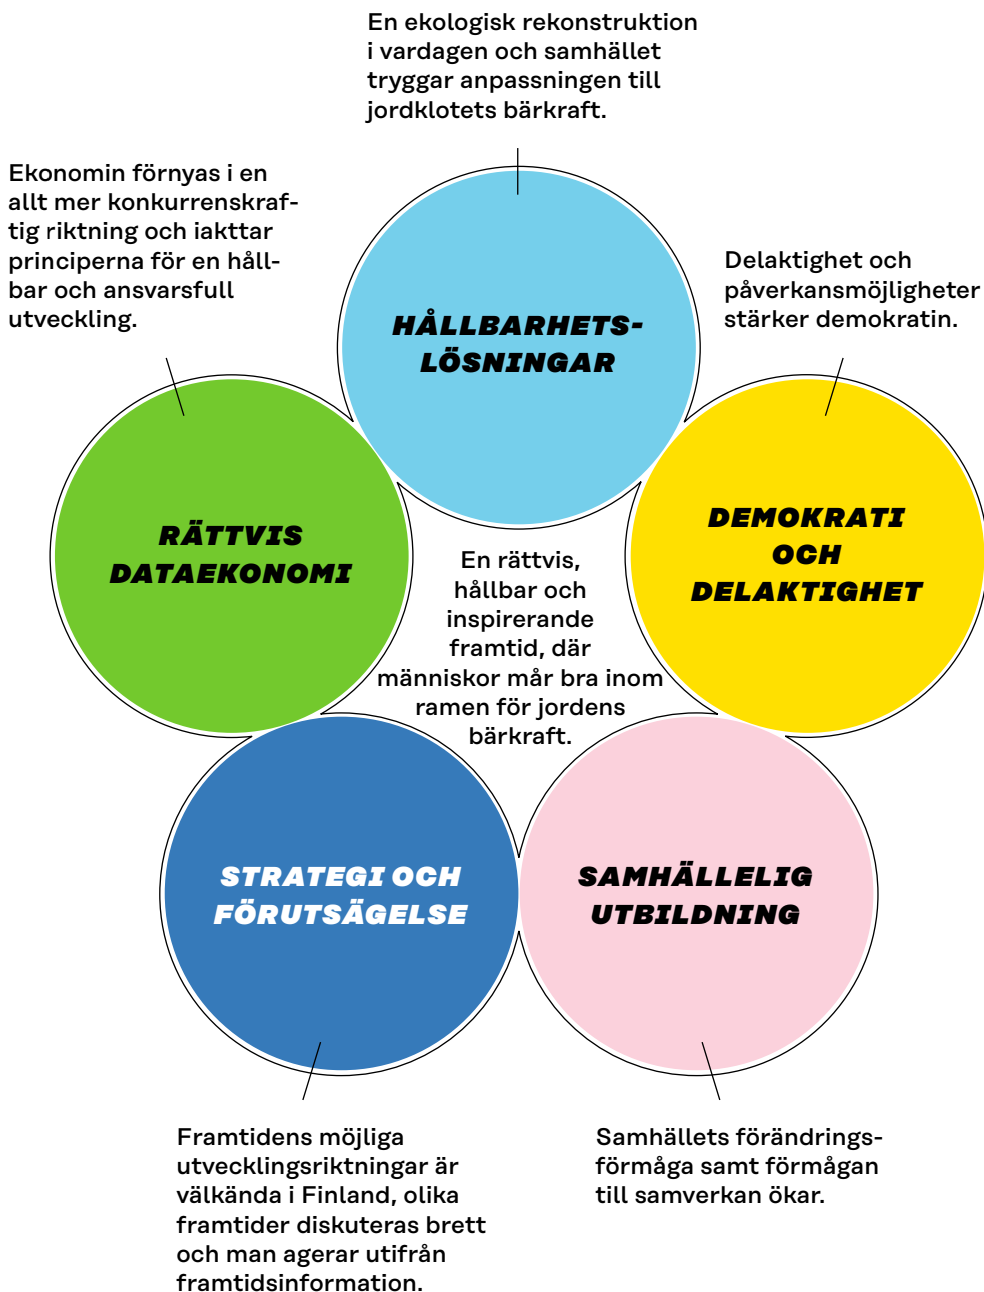 En ekologisk rekonstruktion
i vardagen och samhället
tryggar anpassningen till
jordklotets bärkraft.
Ekonomin förnyas i en
allt mer konkurrenskraf-
tig riktning och iakttar
principerna för en håll-
bar och ansvarsfull
utveckling.
Delaktighet och
påverkansmöjligheter
stärker demokratin.
HÅLLBARHETS-
LÖSNINGAR
RÄTTVIS
DATAEKONOMI
DEMOKRATI
OCH
DELAKTIGHET
En rättvis,
hållbar och
inspirerande
framtid, där
människor mår bra inom
ramen för jordens
bärkraft.
STRATEGI OCH
FÖRUTSÄGELSE
SAMHÄLLELIG
UTBILDNING
Framtidens möjliga
utvecklingsriktningar är
välkända i Finland, olika
framtider diskuteras brett
och man agerar utifrån
framtidsinformation.
Samhällets förändrings-
förmåga samt förmågan
till samverkan ökar.